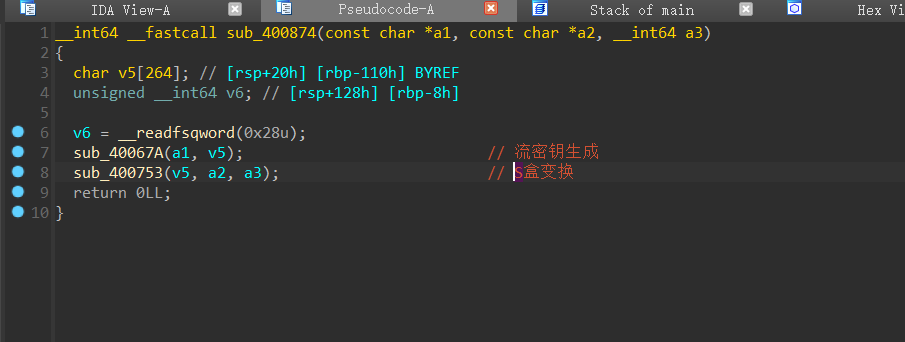 IDA View-A
Pseudocode-A
Stack of main
Hex Vi
1 __int64 __fastcall sub_400874(const char *a1, const char *a2, __int64 a3)
2 {
3 char v5[264]; // [rsp+20h] [rbp-110h] BYREF
4 unsigned __int64 v6; // [rsp+128h] [rbp-8h]
5
6 v6 = __readfsqword(0x28u);
7 sub_40067A(a1, v5); // 流密钥生成
8 sub_400753(v5, a2, a3); // S盒变换
9 return 0LL;
10 }